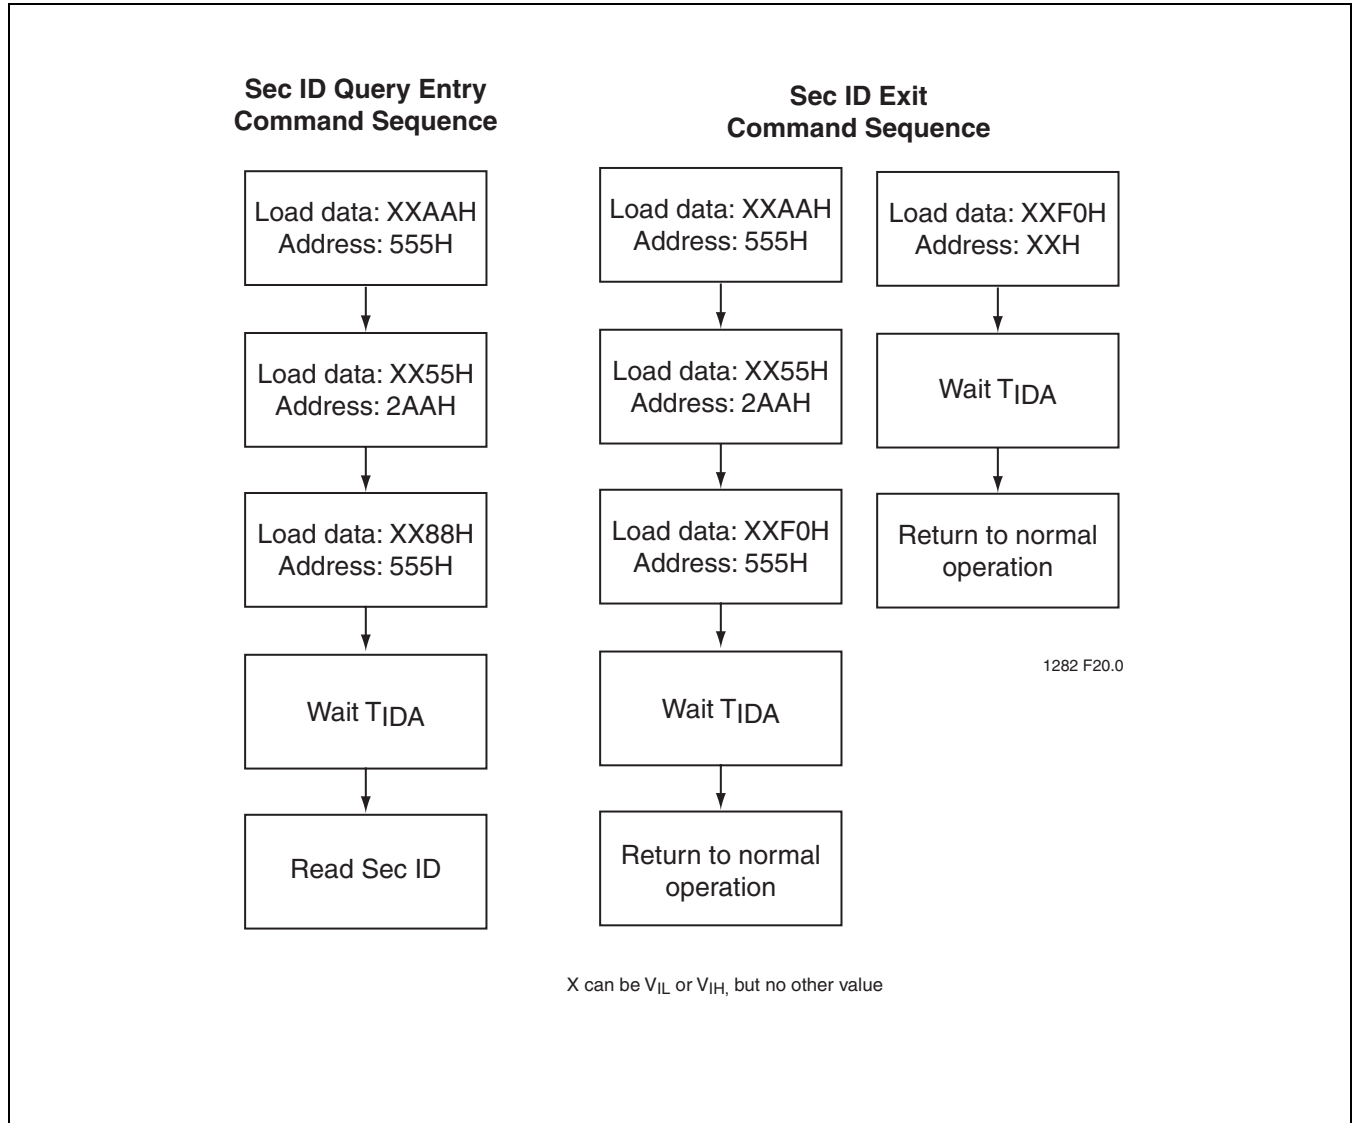 Sec ID Query Entry
Command Sequence
Load data: XXAAH
Address: 555H
Load data: XX55H
Address: 2AAH
Load data: XX88H
Address: 555H
Wait TIDA
Read Sec ID
Sec ID Exit
Command Sequence
Load data: XXAAH
Address: 555H
Load data: XX55H
Address: 2AAH
Load data: XXF0H
Address: 555H
Wait TIDA
Return to normal
operation
Load data: XXF0H
Address: XXH
Wait TIDA
Return to normal
operation
1282 F20.0
X can be VIL or VIH, but no other value